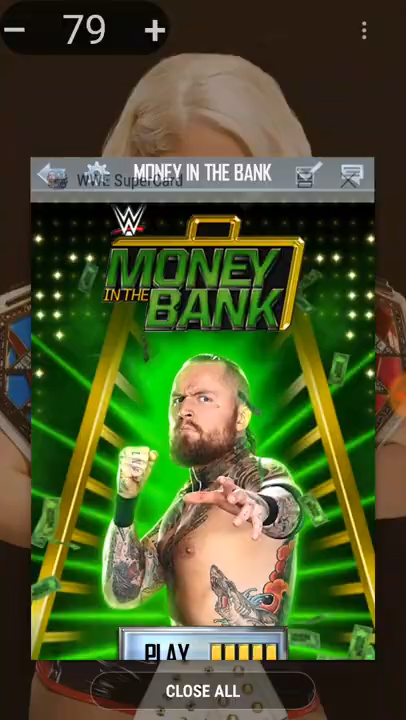 − 79 +
WWE SuperCard
MONEY IN THE BANK
W
MONEY
IN THE
BANK
PLAY
CLOSE ALL